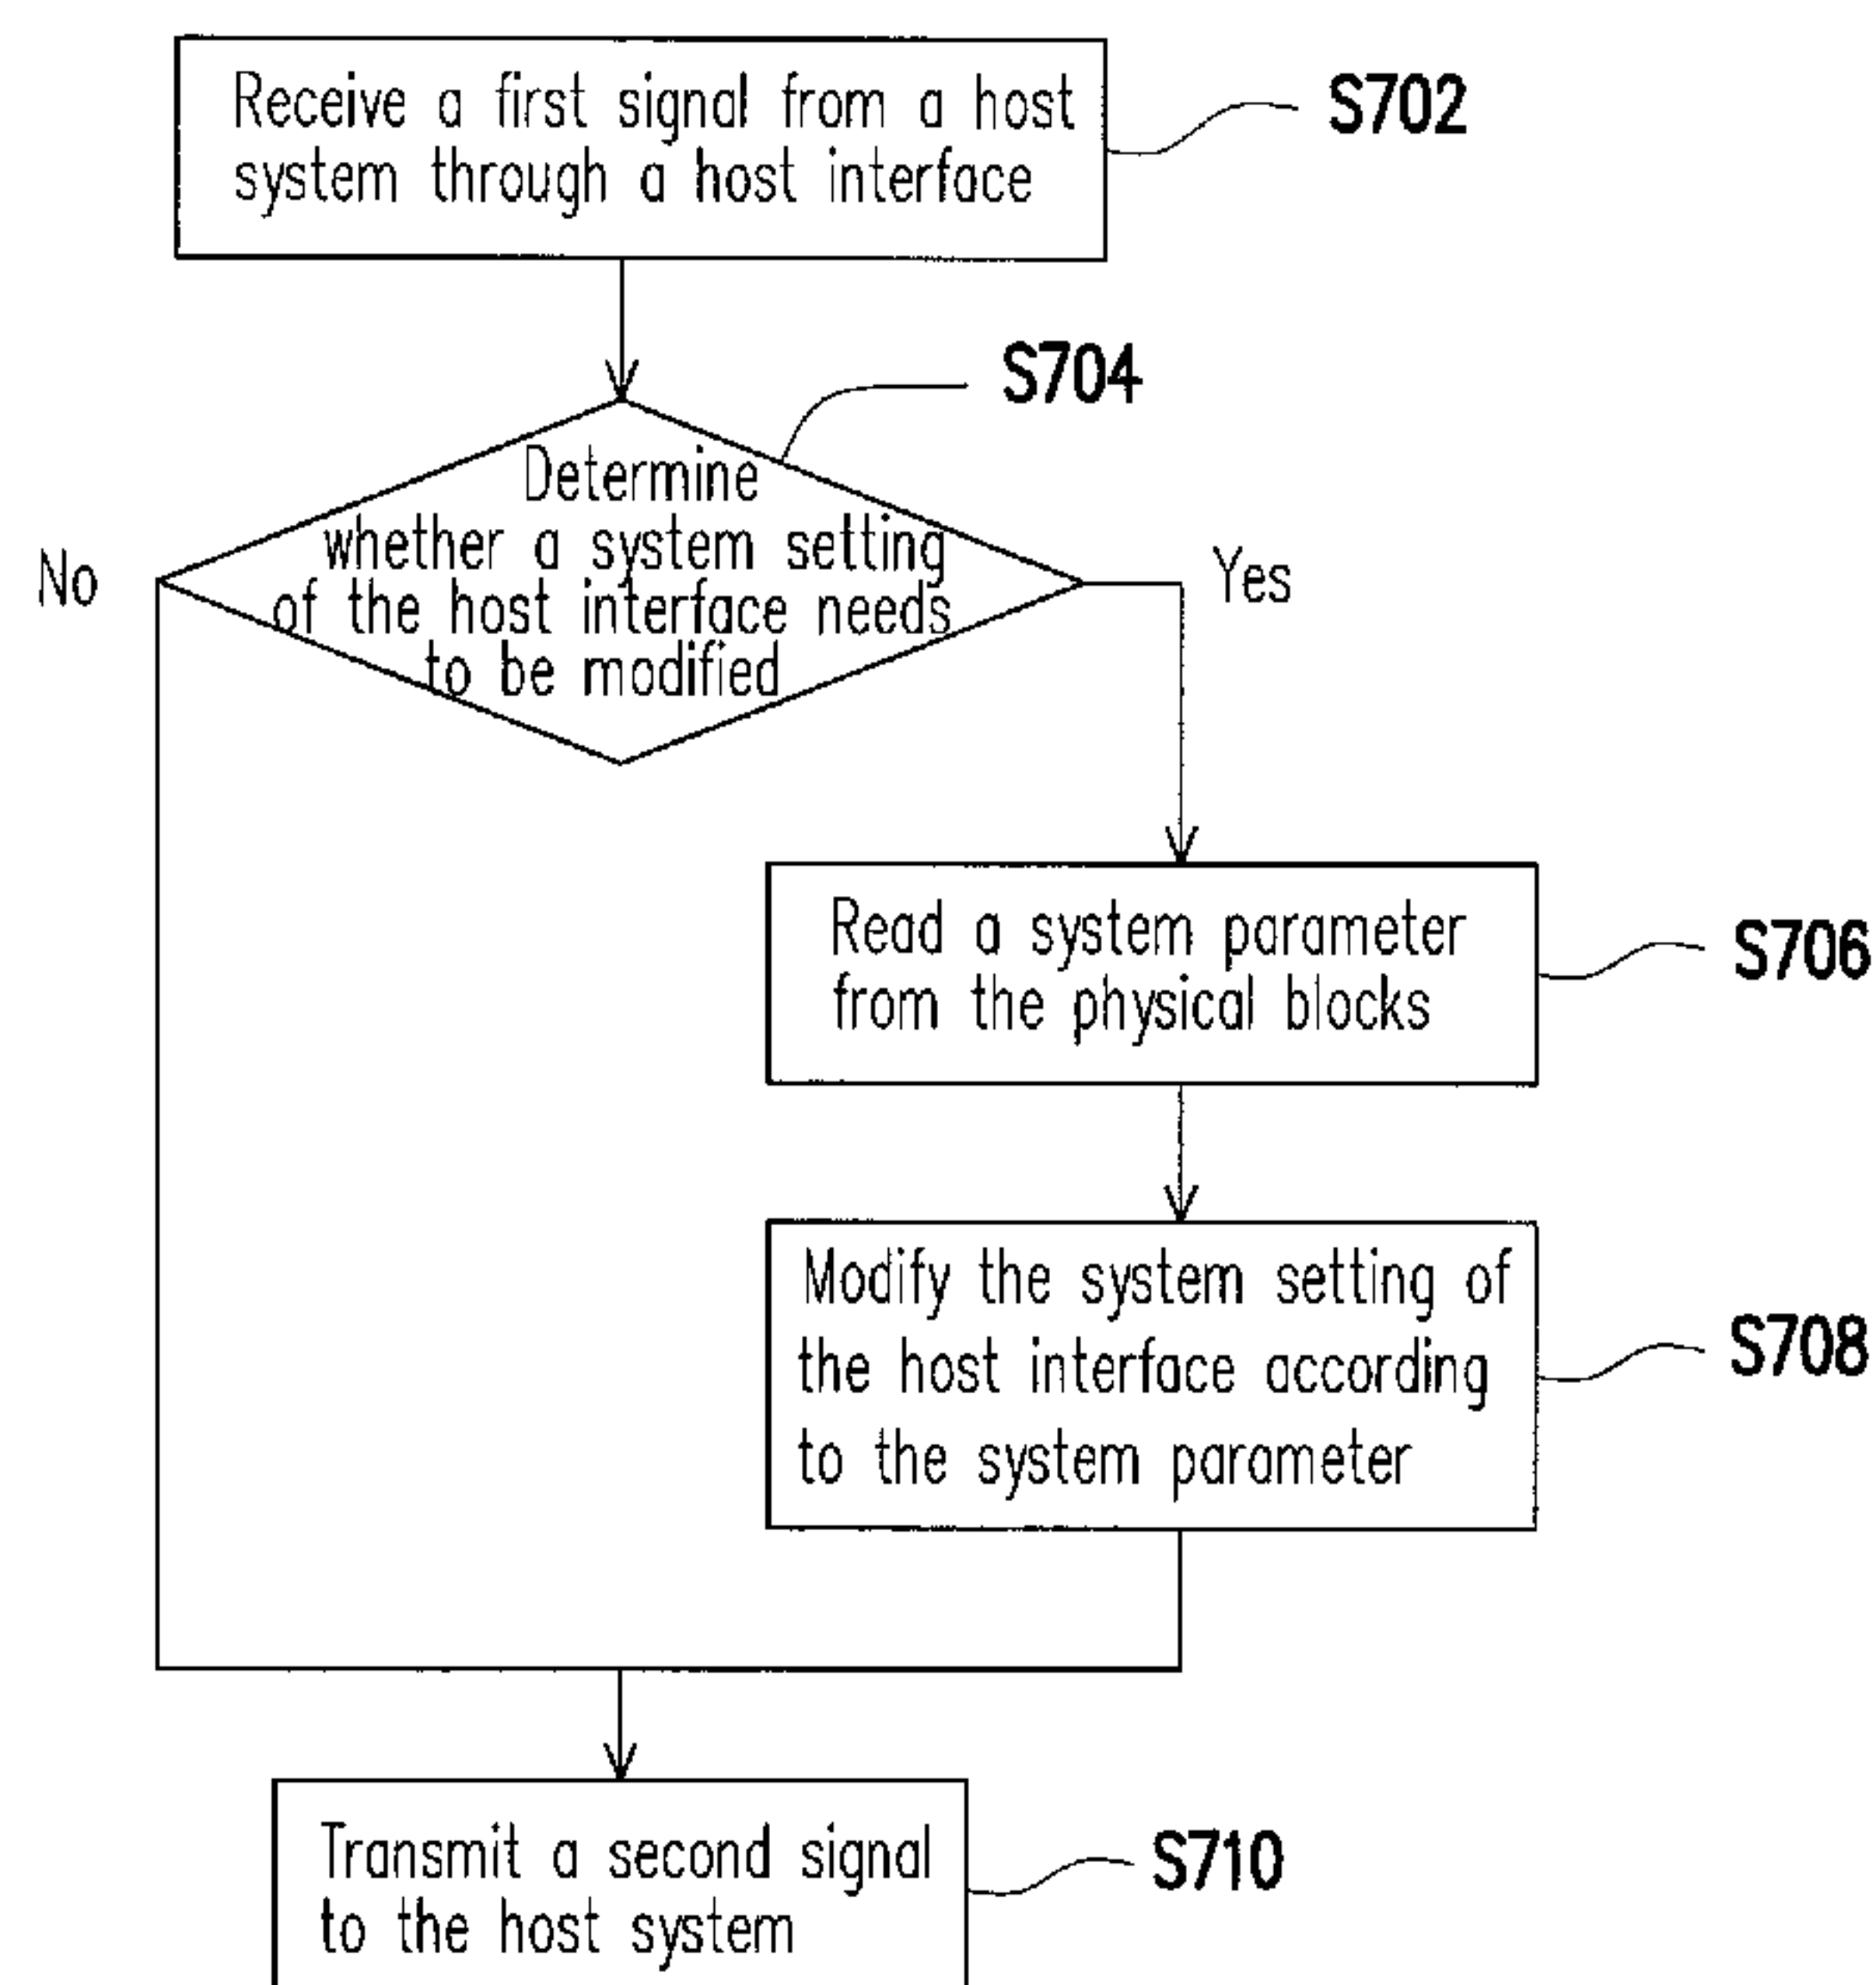 Receive a first signal from a host
system through a host interface
S702
S704
Determine
whether a system setting
of the host interface needs
to be modified
No
Yes
Read a system parameter
from the physical blocks
S706
Modify the system setting of
the host interface according
to the system parameter
S708
Transmit a second signal
to the host system
S710